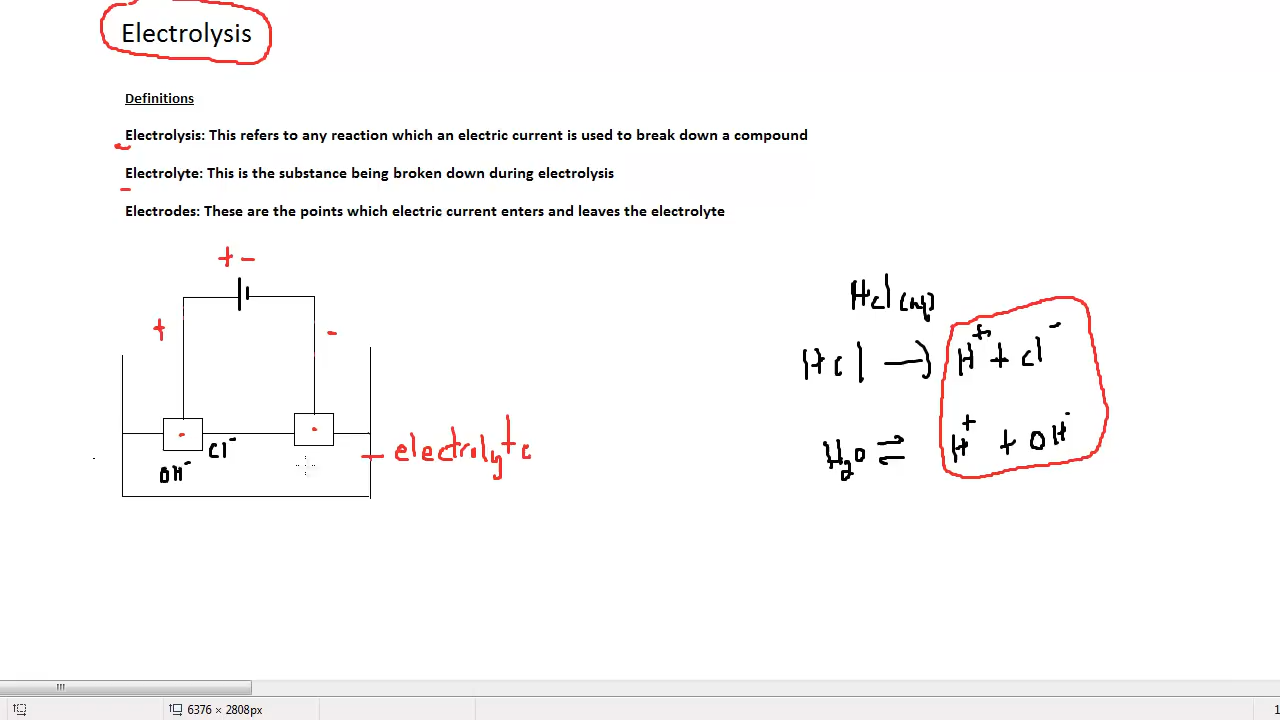 Electrolysis
Definitions
Electrolysis: This refers to any reaction which an electric current is used to break down a compound
Electrolyte: This is the substance being broken down during electrolysis
Electrodes: These are the points which electric current enters and leaves the electrolyte
+ -
+ -
Cl⁻
OH⁻
electrolyte
HCl (aq)
HCl → H⁺ + Cl⁻
H₂O ⇌ H⁺ + OH⁻
6376 × 2808px
1